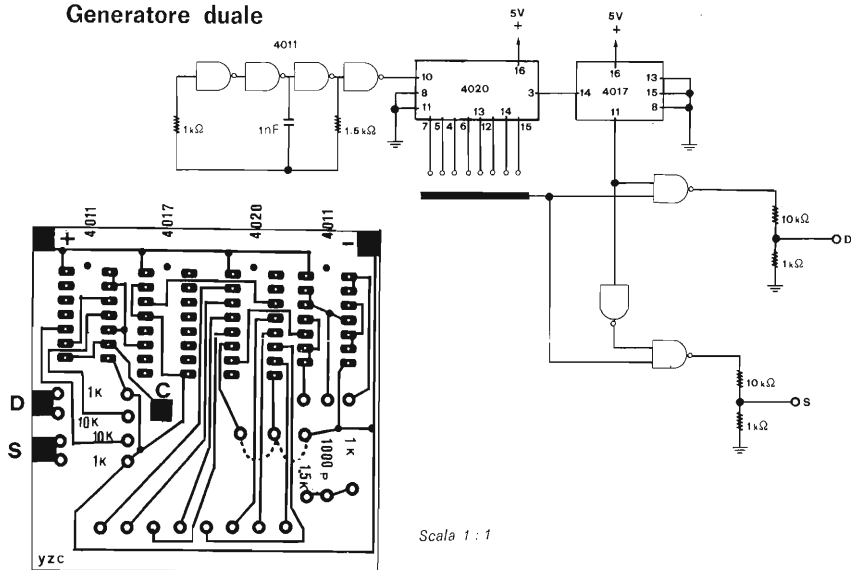 Generatore duale
4011
1kΩ
1nF
1.5kΩ
5V
+
16
10
4020
8
11
3
13
14
7
5
4
6
12
15
5V
+
16
14
4017
13
15
8
11
10kΩ
D
1kΩ
10kΩ
S
1kΩ
4011
4017
4020
4011
+
-
D
S
1K
10K
10K
1K
C
1.5K
1000 P
1K
yzc
Scala 1 : 1